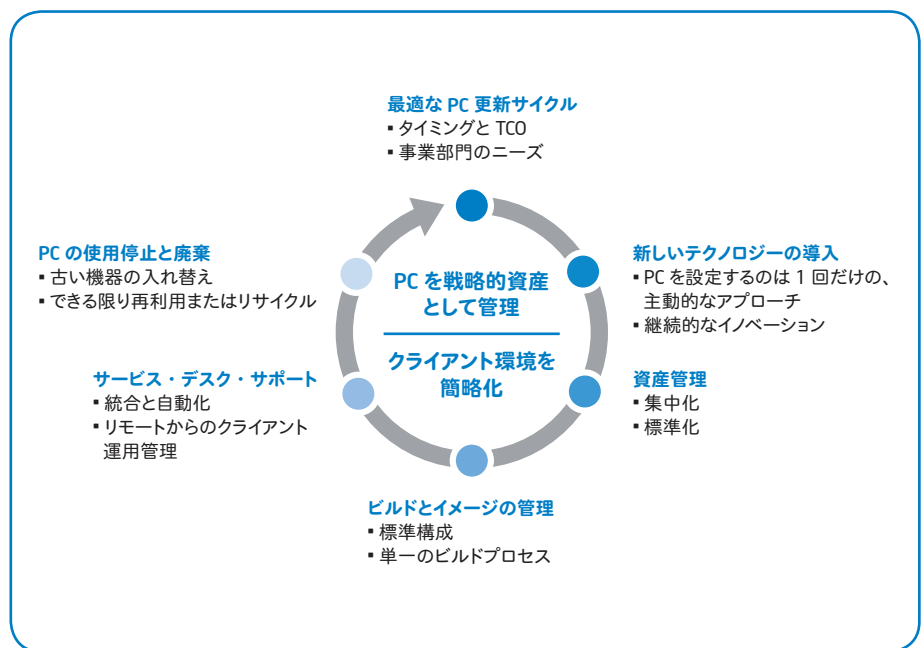 最適な PC 更新サイクル
▪ タイミングと TCO
▪ 事業部門のニーズ
新しいテクノロジーの導入
▪ PC を設定するのは 1 回だけの、
主動的なアプローチ
▪ 継続的なイノベーション
資産管理
▪ 集中化
▪ 標準化
ビルドとイメージの管理
▪ 標準構成
▪ 単一のビルドプロセス
サービス・デスク・サポート
▪ 統合と自動化
▪ リモートからのクライアント
運用管理
PC の使用停止と廃棄
▪ 古い機器の入れ替え
▪ できる限り再利用またはリサイクル
PC を戦略的資産
として管理
クライアント環境を
簡略化